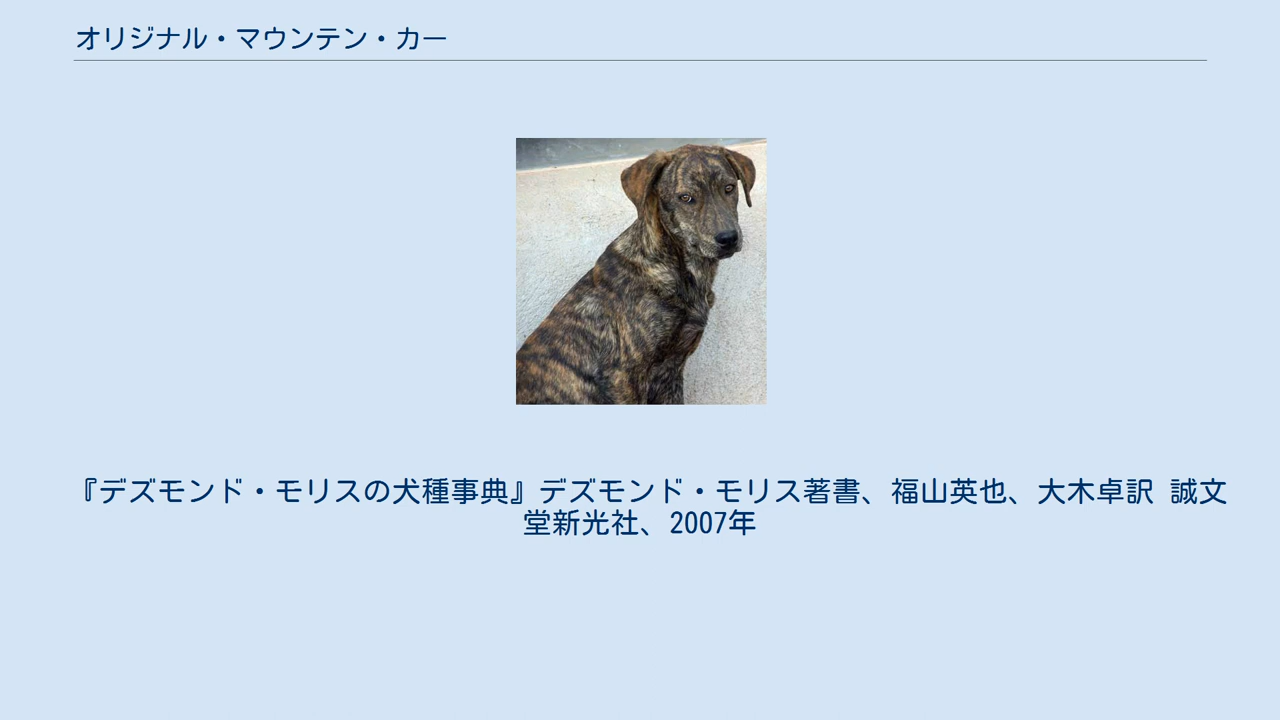 オリジナル・マウンテン・カー
『デズモンド・モリスの犬種事典』デズモンド・モリス著書、福山英也、大木卓訳 誠文
堂新光社、2007年